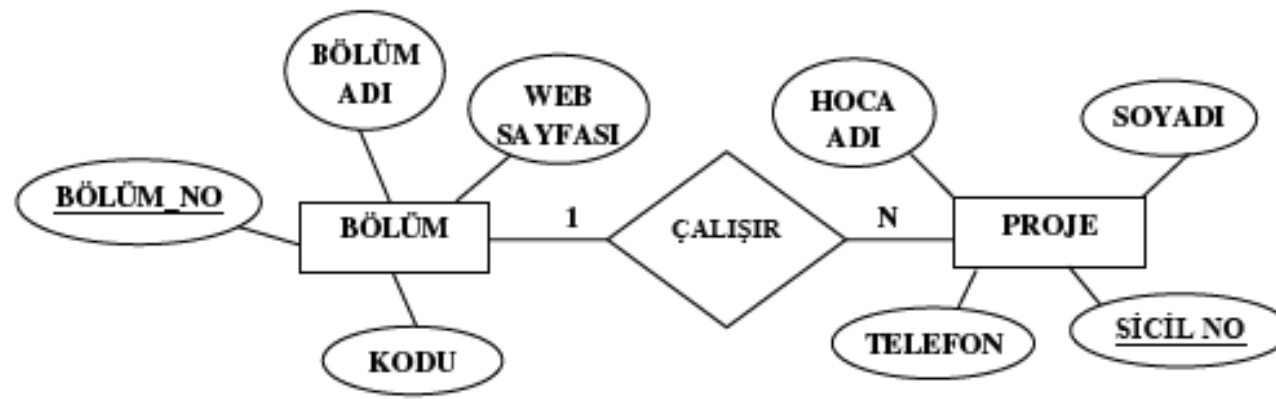 BÖLÜM
ADI
WEB
SAYFASI
HOCA
ADI
SOYADI
BÖLÜM_NO
BÖLÜM
1
ÇALIŞIR
N
PROJE
KODU
TELEFON
SİCİL NO